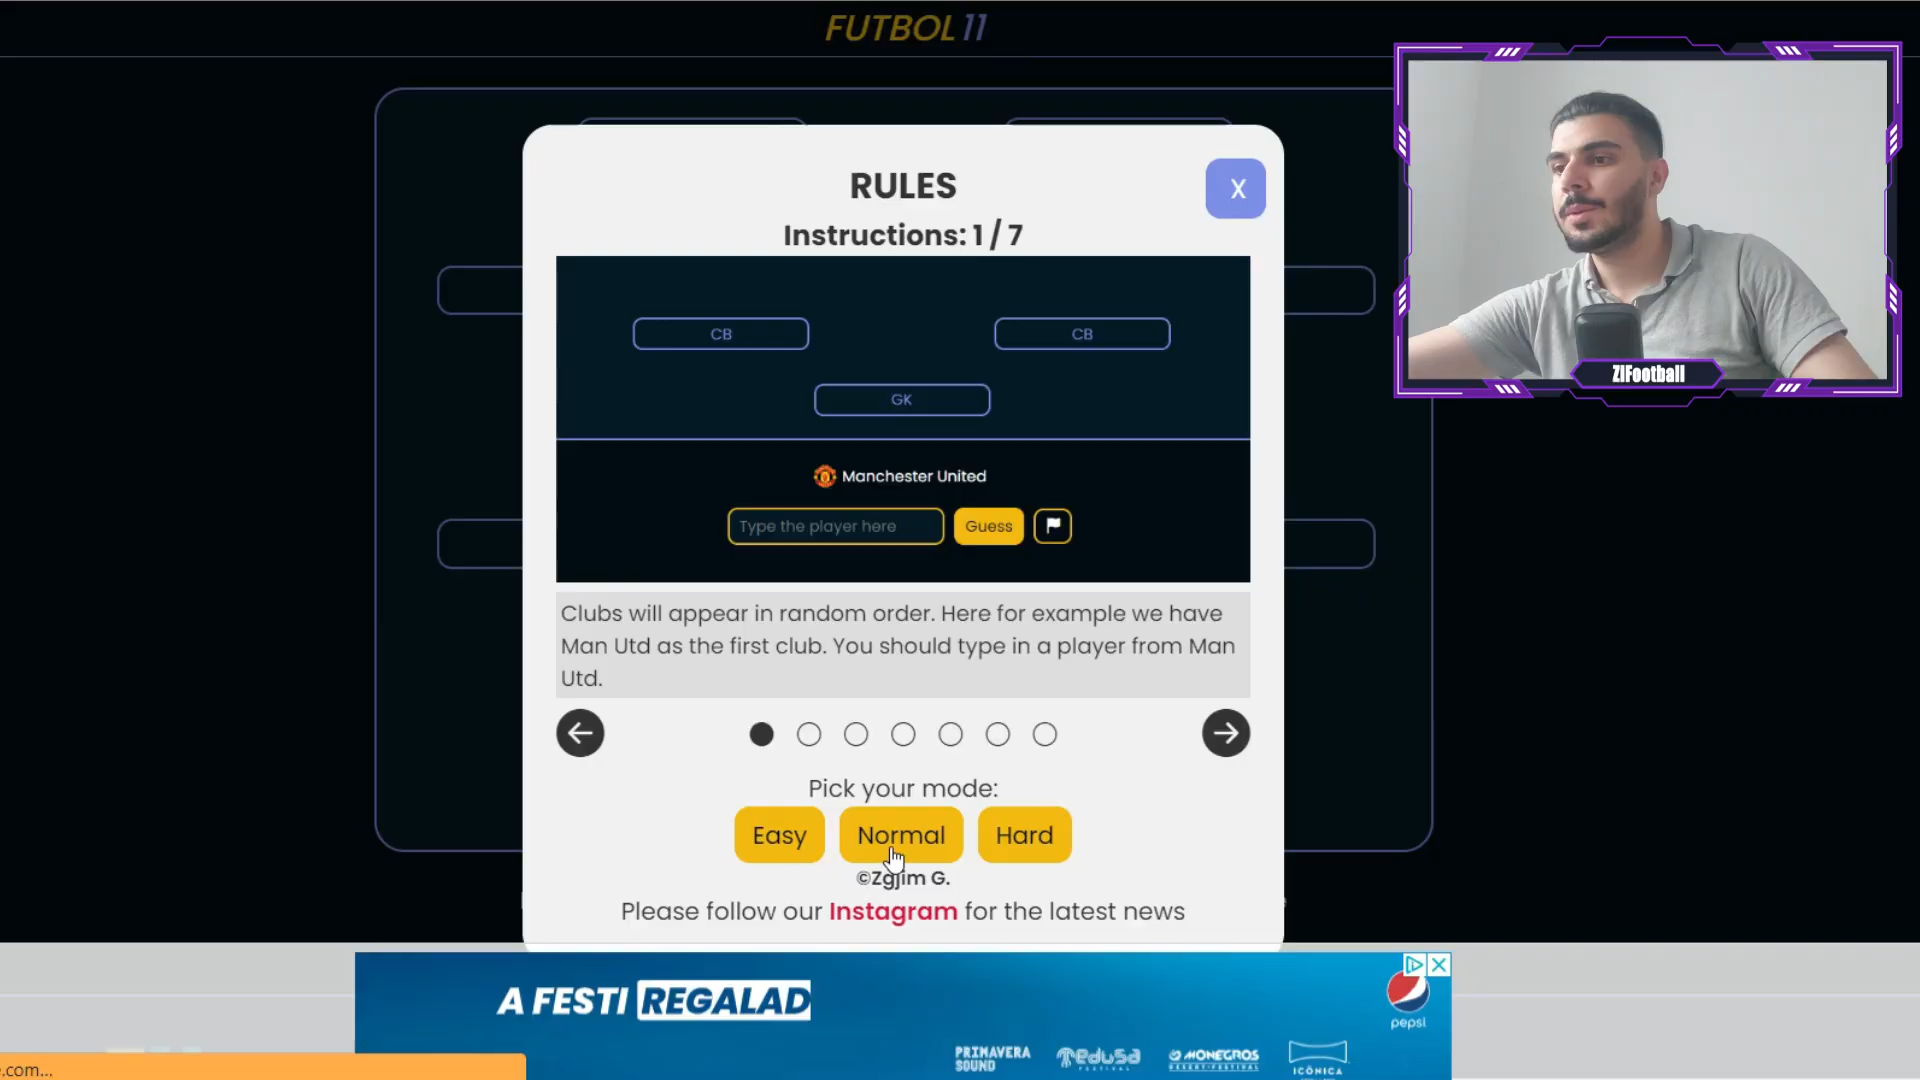 FUTBOL 11
RULES
X
Instructions: 1 / 7
CB
CB
GK
Manchester United
Type the player here
Guess
Clubs will appear in random order. Here for example we have
Man Utd as the first club. You should type in a player from Man
Utd.
Pick your mode:
Easy
Normal
Hard
©Zgjim G.
Please follow our Instagram for the latest news
ZIFootball
A FESTI REGALAD
pepsi
PRIMAVERA
SOUND
medusa
FESTIVAL
MONEGROS
DESERT·FESTIVAL
ICÓNICA
.com...